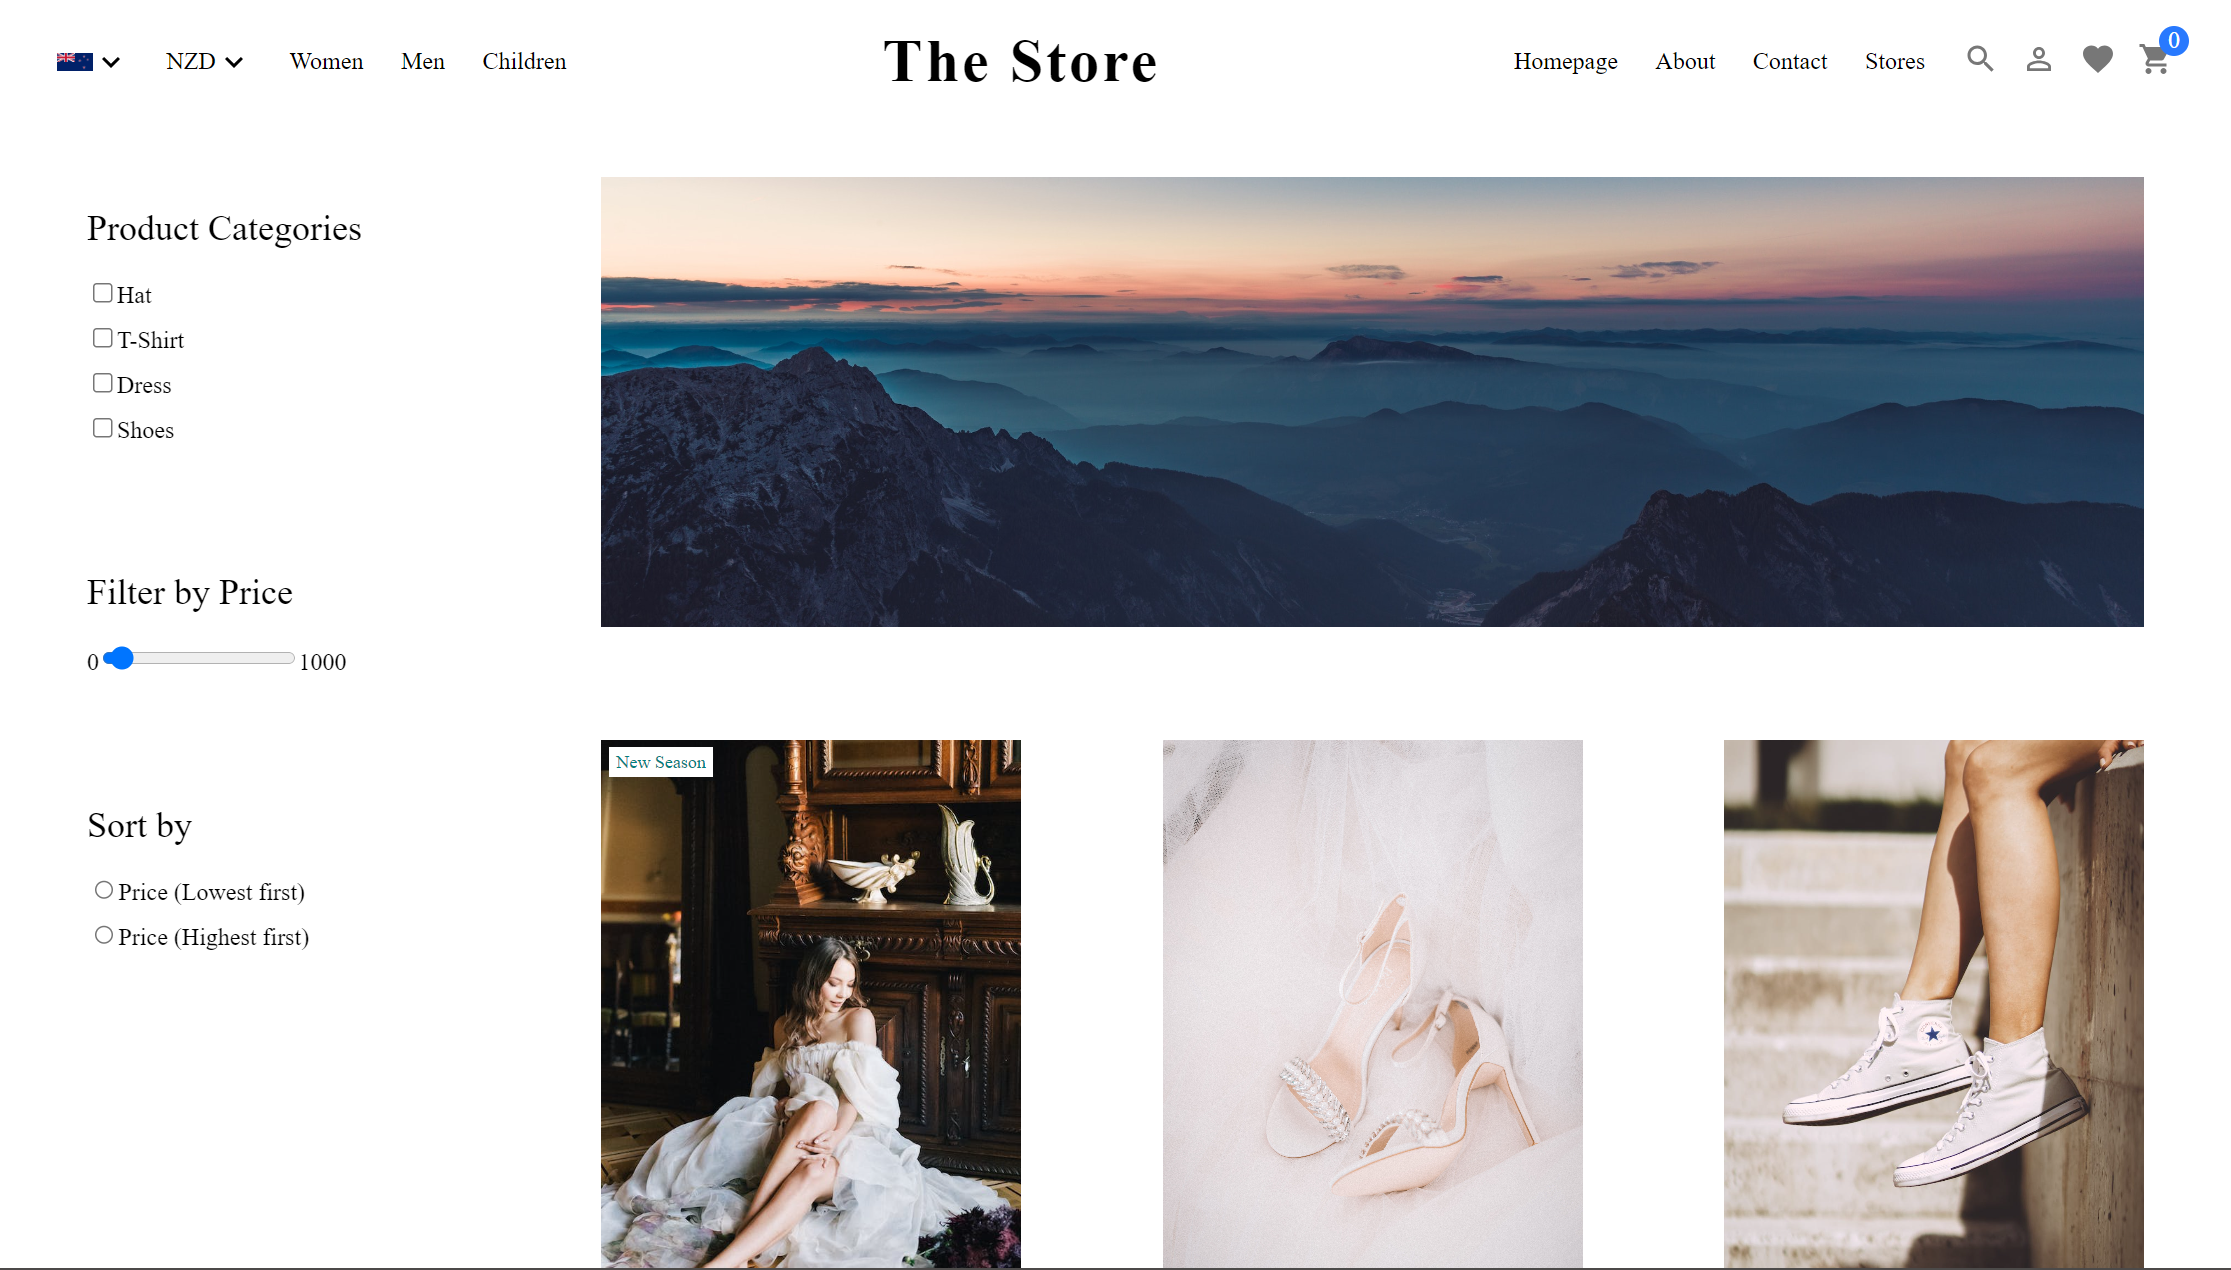 NZD
Women
Men
Children
The Store
Homepage
About
Contact
Stores
0
Product Categories
Hat
T-Shirt
Dress
Shoes
Filter by Price
0 1000
Sort by
Price (Lowest first)
Price (Highest first)
New Season